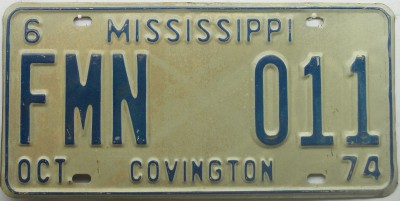 6 MISSISSIPPI
FMN 011
OCT. COVINGTON 74